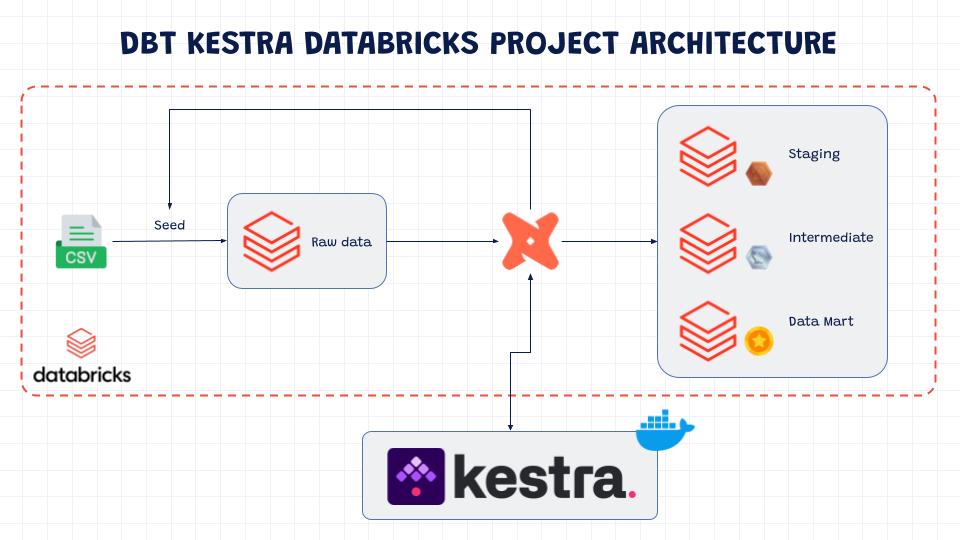 DBT KESTRA DATABRICKS PROJECT ARCHITECTURE
Staging
Seed
CSV
Raw data
Intermediate
Data Mart
databricks
kestra.